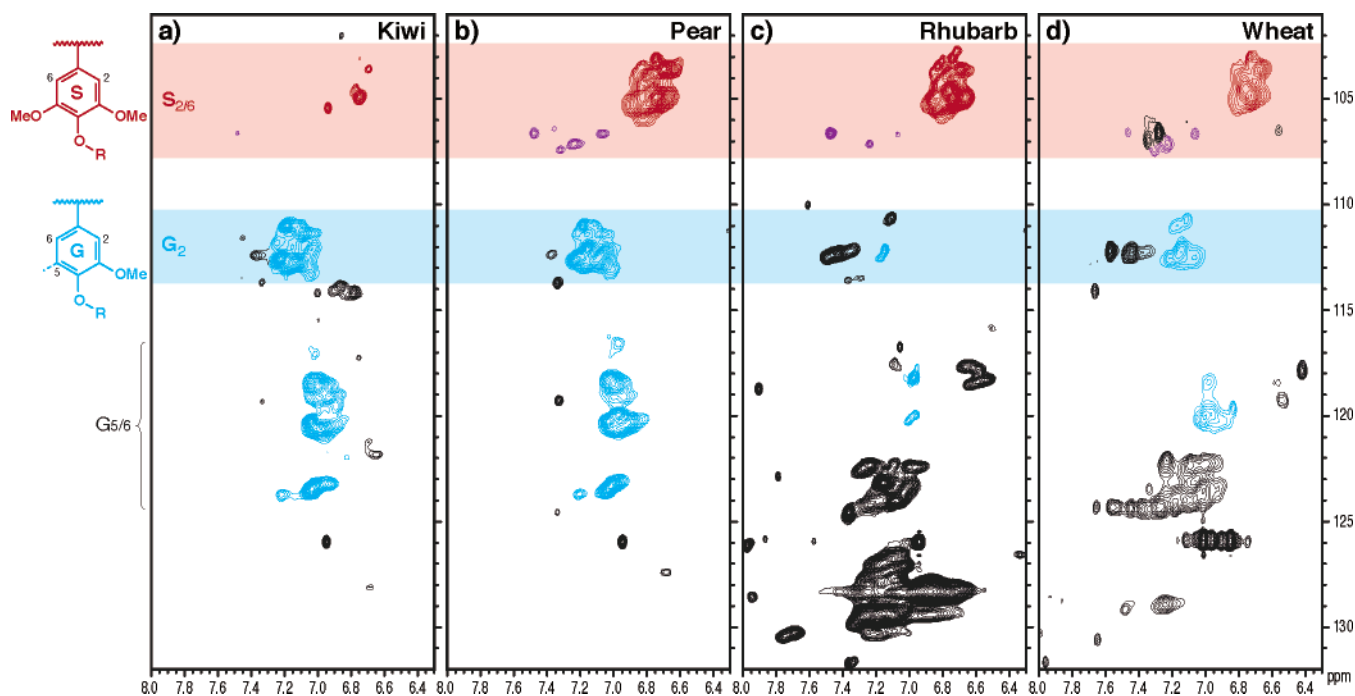 a) Kiwi
b) Pear
c) Rhubarb
d) Wheat
6 2
S
MeO OMe
O
R
S2/6
6 2
G
5
OMe
O
R
G2
G5/6
105
110
115
120
125
130
ppm
8.0 7.8 7.6 7.4 7.2 7.0 6.8 6.6 6.4
8.0 7.8 7.6 7.4 7.2 7.0 6.8 6.6 6.4
8.0 7.8 7.6 7.4 7.2 7.0 6.8 6.6 6.4
8.0 7.8 7.6 7.4 7.2 7.0 6.8 6.6 6.4 ppm